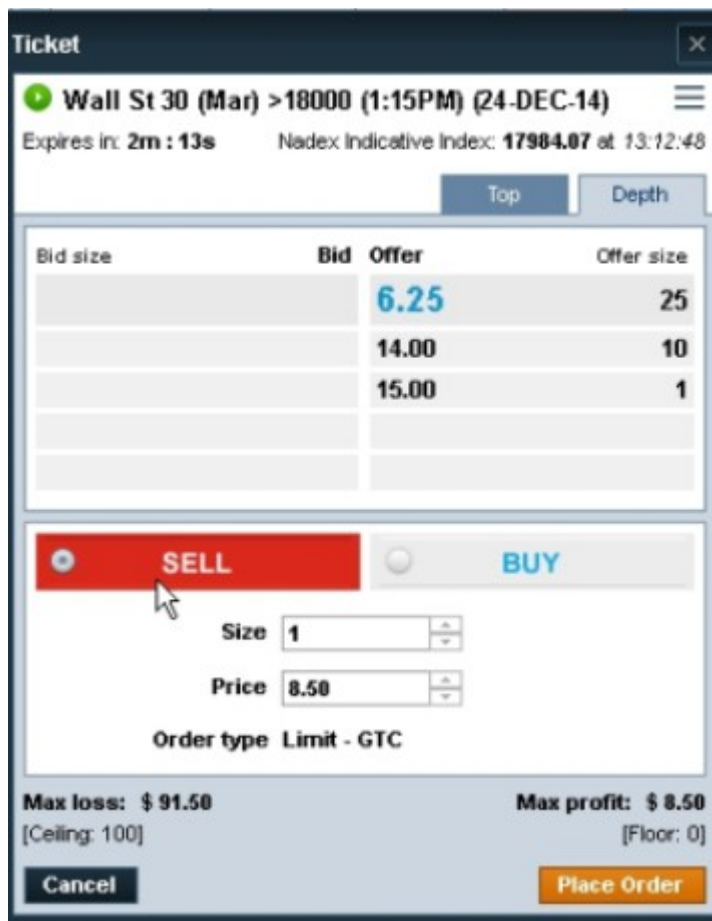 Ticket
Wall St 30 (Mar) >18000 (1:15PM) (24-DEC-14)
Expires in: 2m : 13s Nadex Indicative Index: 17984.07 at 13:12:48
Top Depth
Bid size Bid Offer Offer size
6.25 25
14.00 10
15.00 1
SELL BUY
Size 1
Price 8.50
Order type Limit - GTC
Max loss: $ 91.50 Max profit: $ 8.50
[Ceiling: 100] [Floor: 0]
Cancel Place Order